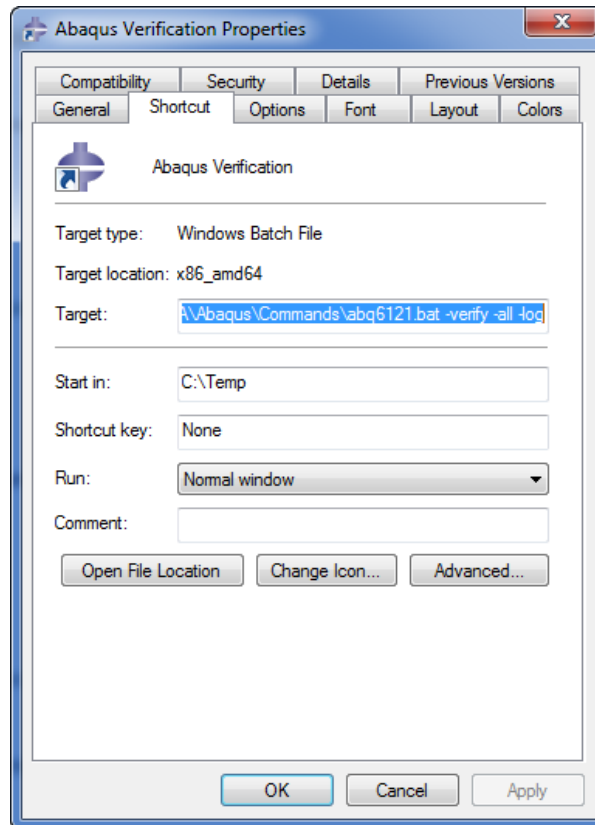 Abaqus Verification Properties
Compatibility Security Details Previous Versions
General Shortcut Options Font Layout Colors
Abaqus Verification
Target type: Windows Batch File
Target location: x86_amd64
Target: \Abaqus\Commands\abq6121.bat -verify -all -log
Start in: C:\Temp
Shortcut key: None
Run: Normal window
Comment:
Open File Location Change Icon... Advanced...
OK Cancel Apply